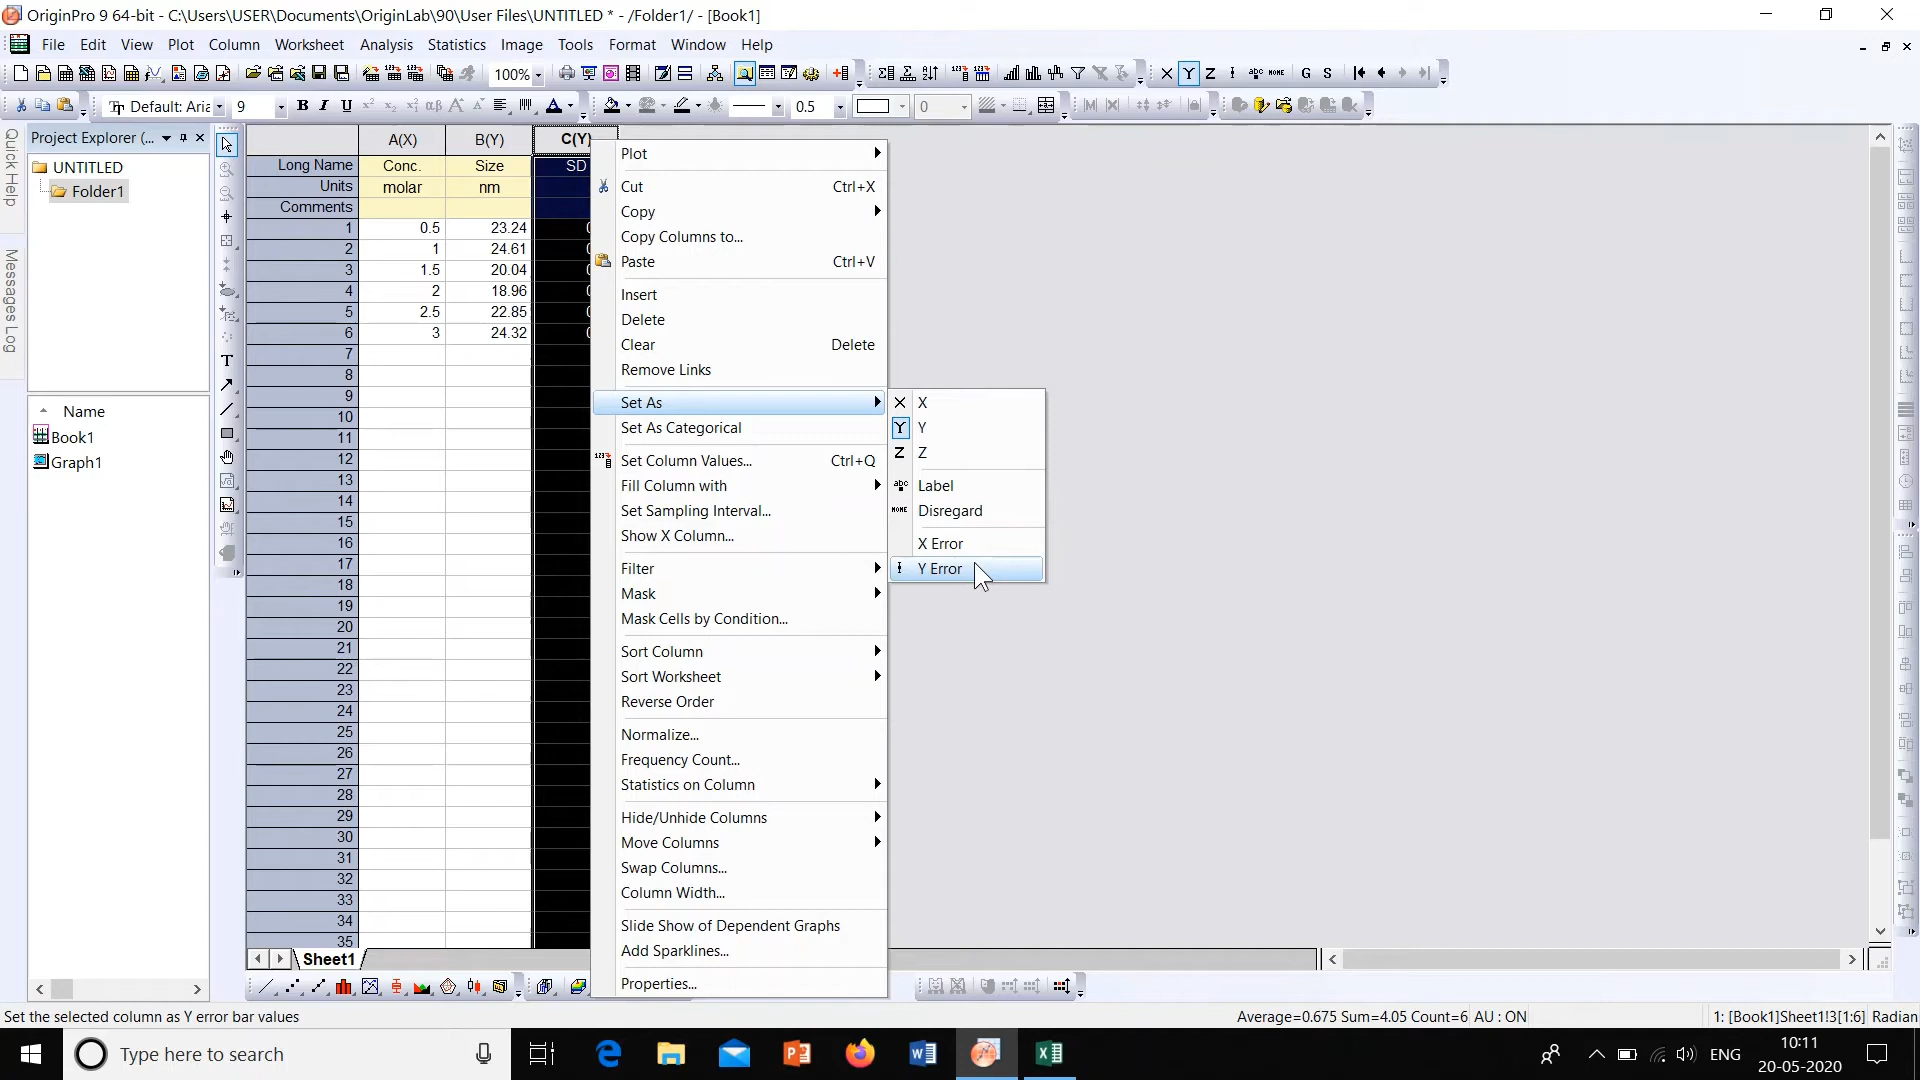 OriginPro 9 64-bit - C:\Users\USER\Documents\OriginLab\90\User Files\UNTITLED * - /Folder1/ - [Book1]
File Edit View Plot Column Worksheet Analysis Statistics Image Tools Format Window Help
100%
X Y Z
G S
Default: Aria 9 B I U
αβ A A
A
0.5
0
Quick Help
Messages Log
Project Explorer (...
UNTITLED
Folder1
Name
Book1
Graph1
T
A(X) B(Y) C(Y)
Long Name Conc. Size SD
Units molar nm
Comments
1 0.5 23.24
2 1 24.61
3 1.5 20.04
4 2 18.96
5 2.5 22.85
6 3 24.32
7
8
9
10
11
12
13
14
15
16
17
18
19
20
21
22
23
24
25
26
27
28
29
30
31
32
33
34
35
Sheet1
Plot
Cut Ctrl+X
Copy
Copy Columns to...
Paste Ctrl+V
Insert
Delete
Clear Delete
Remove Links
Set As
Set As Categorical
Set Column Values... Ctrl+Q
Fill Column with
Set Sampling Interval...
Show X Column...
Filter
Mask
Mask Cells by Condition...
Sort Column
Sort Worksheet
Reverse Order
Normalize...
Frequency Count...
Statistics on Column
Hide/Unhide Columns
Move Columns
Swap Columns...
Column Width...
Slide Show of Dependent Graphs
Add Sparklines...
Properties...
X X
Y Y
Z Z
abc Label
NONE Disregard
X Error
Y Error
Set the selected column as Y error bar values
Average=0.675 Sum=4.05 Count=6 AU : ON
1: [Book1]Sheet1!3[1:6] Radian
Type here to search
ENG
10:11
20-05-2020